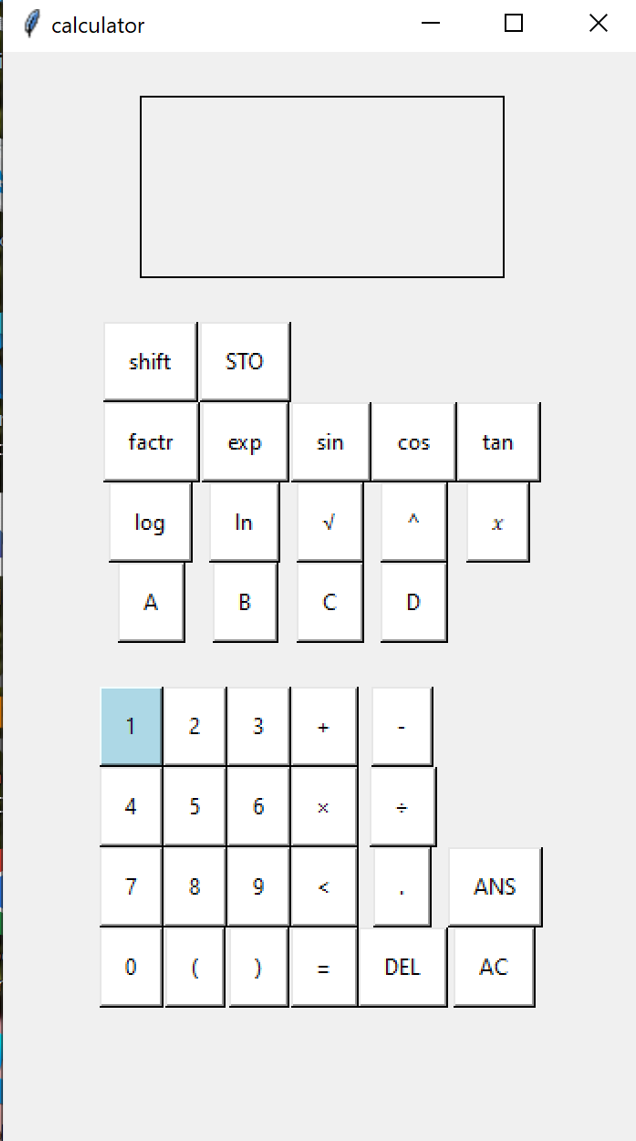 calculator
shift STO
factr exp sin cos tan
log ln √ ^ x
A B C D
1 2 3 + -
4 5 6 × ÷
7 8 9 < . ANS
0 ( ) = DEL AC